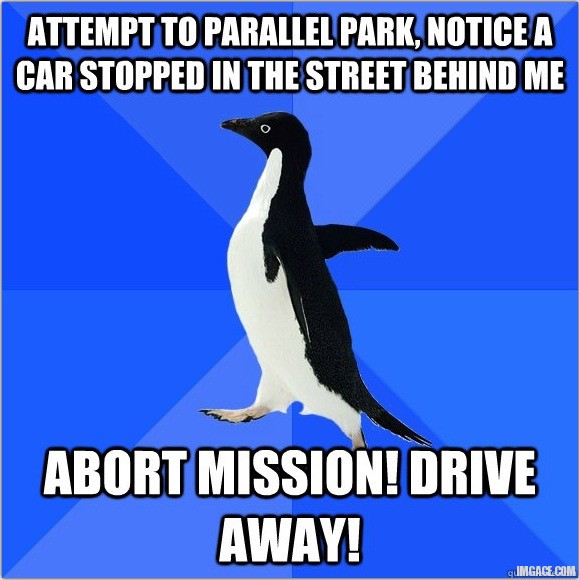 ATTEMPT TO PARALLEL PARK, NOTICE A
CAR STOPPED IN THE STREET BEHIND ME
ABORT MISSION! DRIVE
AWAY!
IMGACE.COM